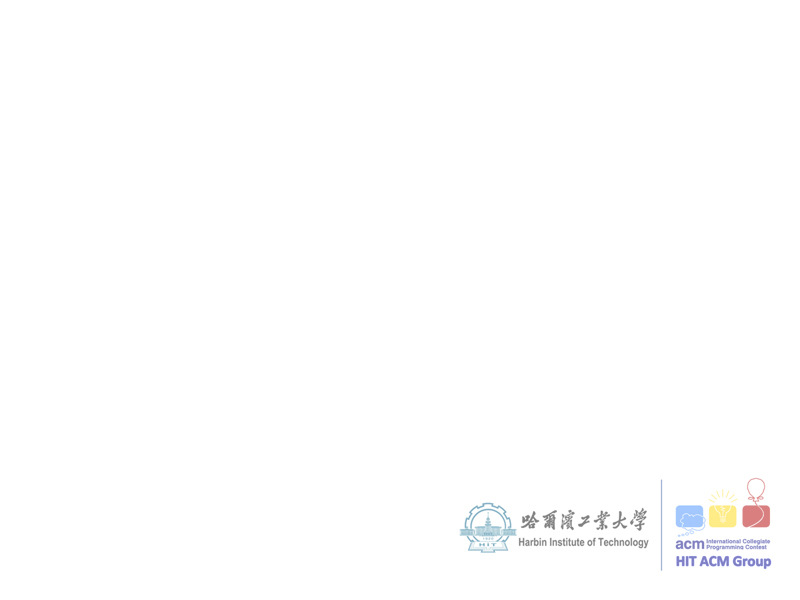 哈爾濱工業大學
Harbin Institute of Technology
HIT
acm International Collegiate
Programming Contest
HIT ACM Group